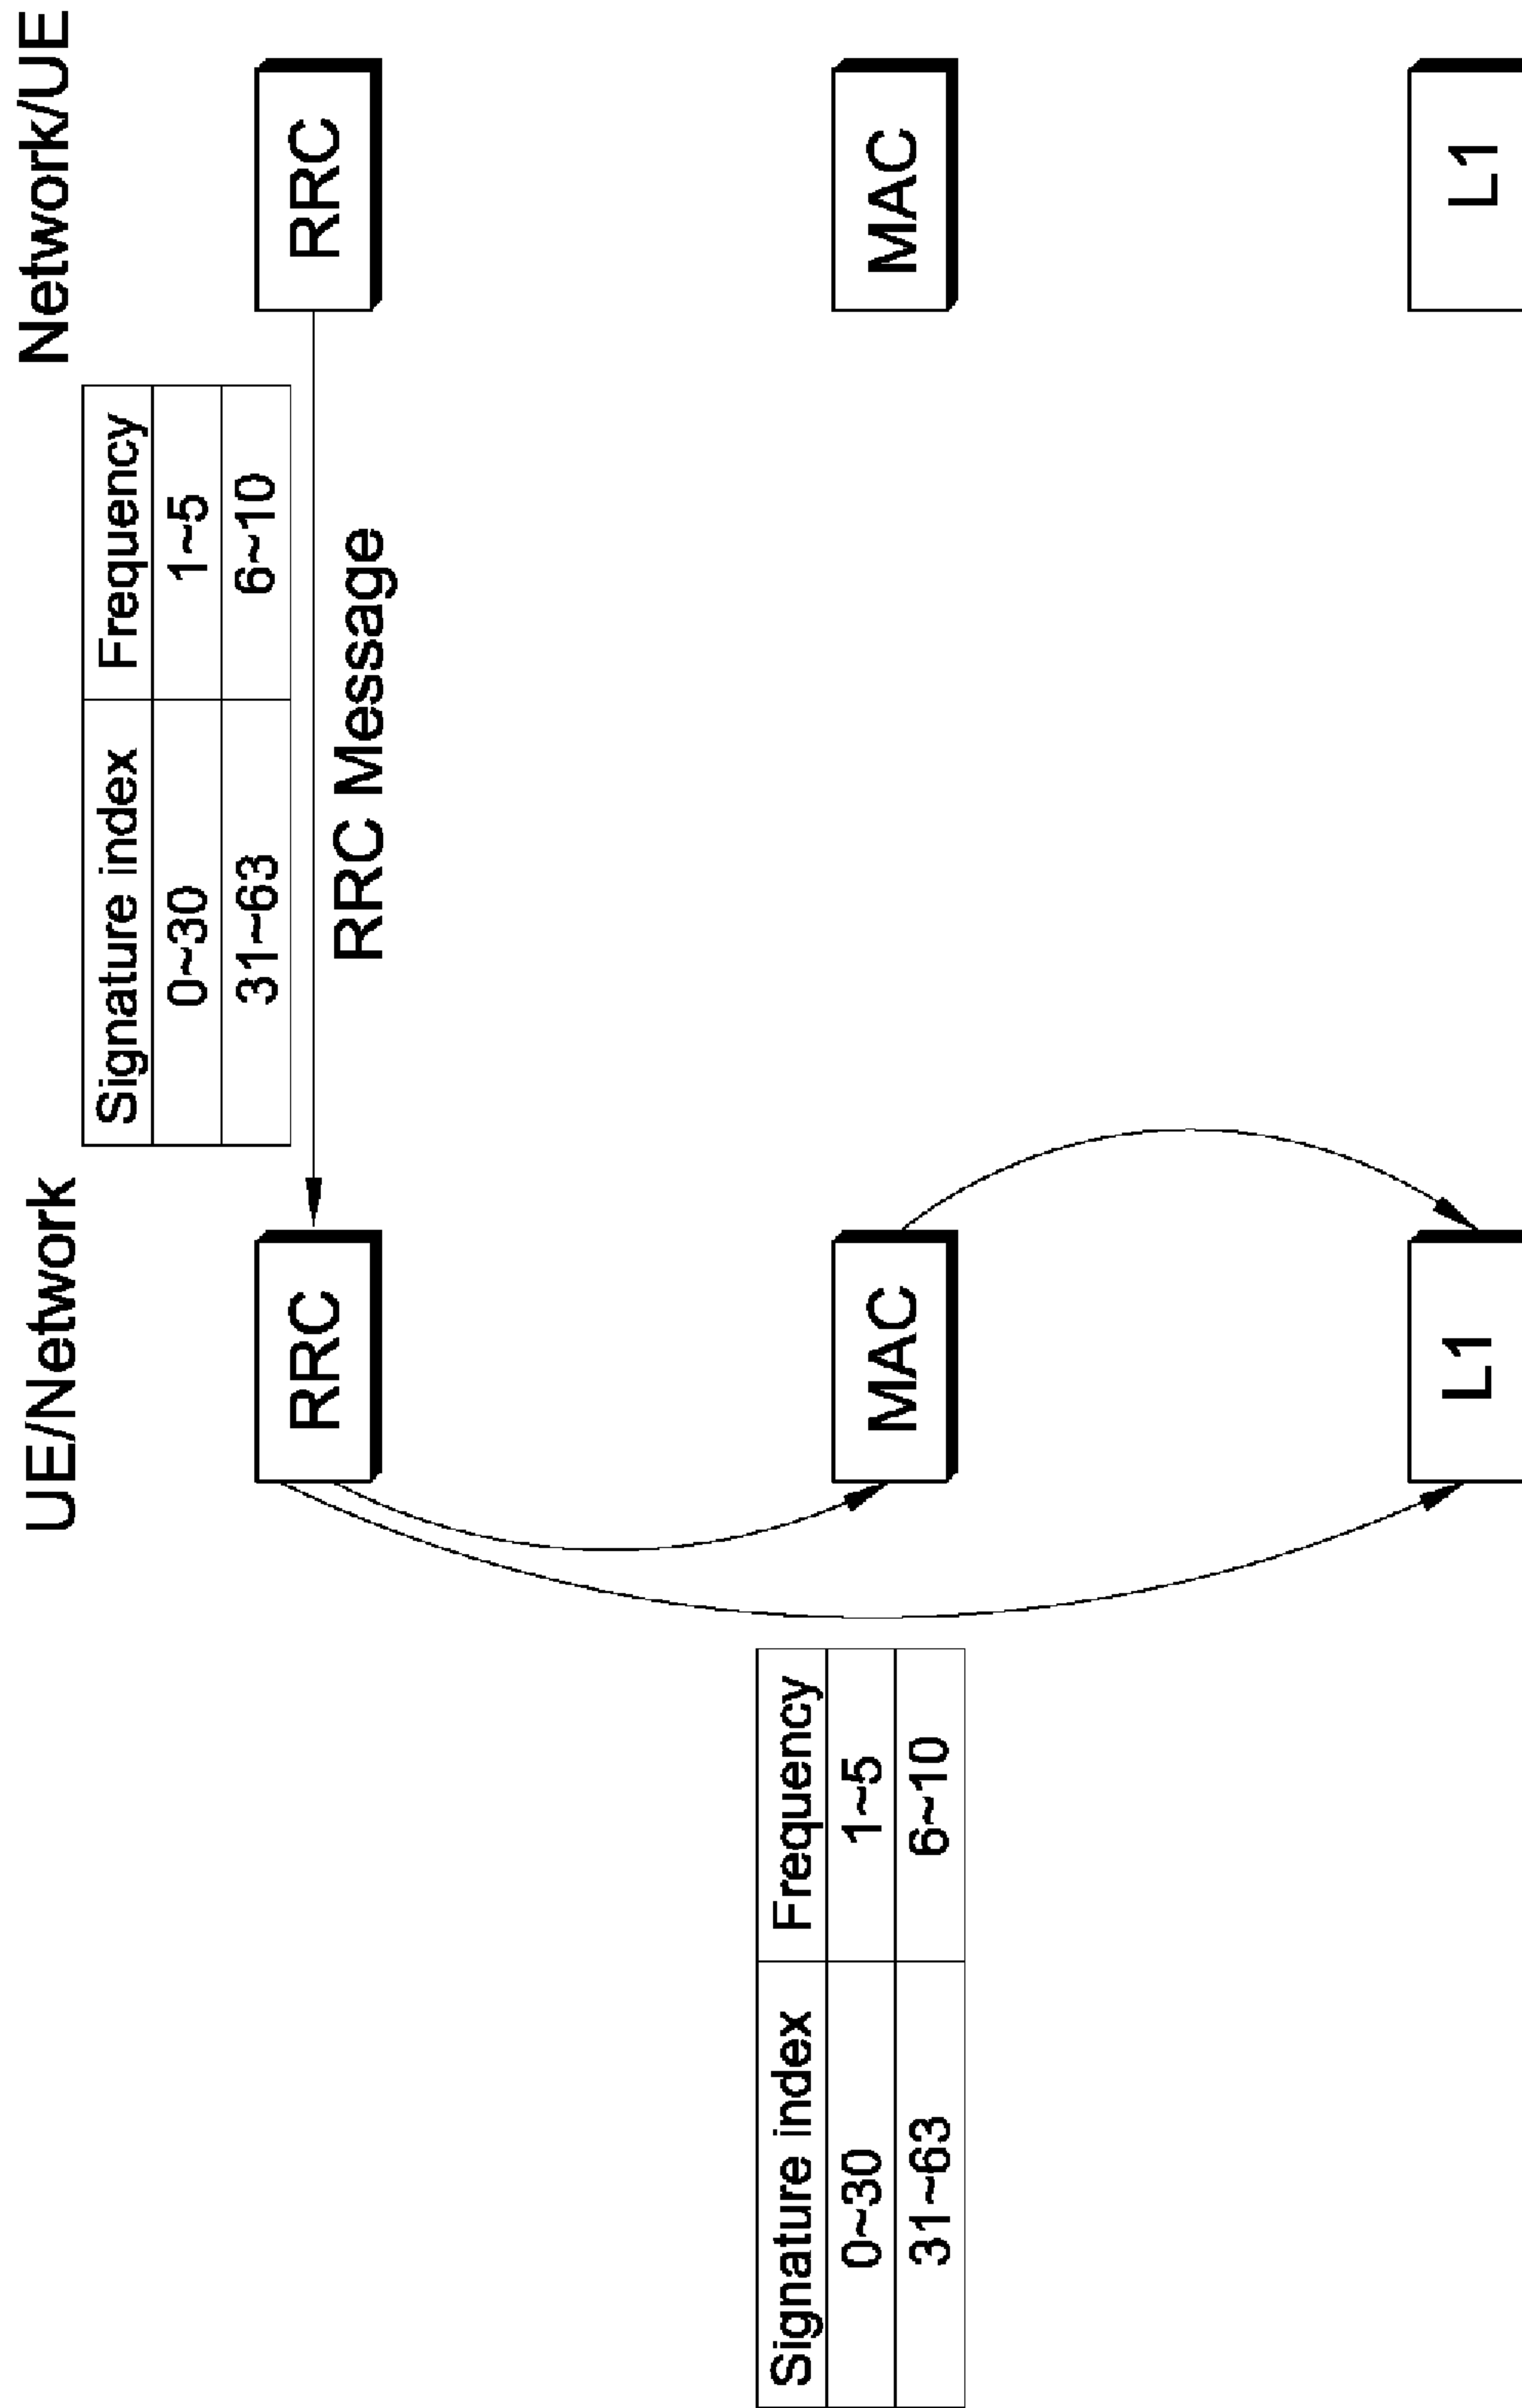 UE/Network
Network/UE
Signature index Frequency
0~30 1~5
31~63 6~10
RRC
RRC
RRC Message
Signature index Frequency
0~30 1~5
31~63 6~10
MAC
MAC
L1
L1